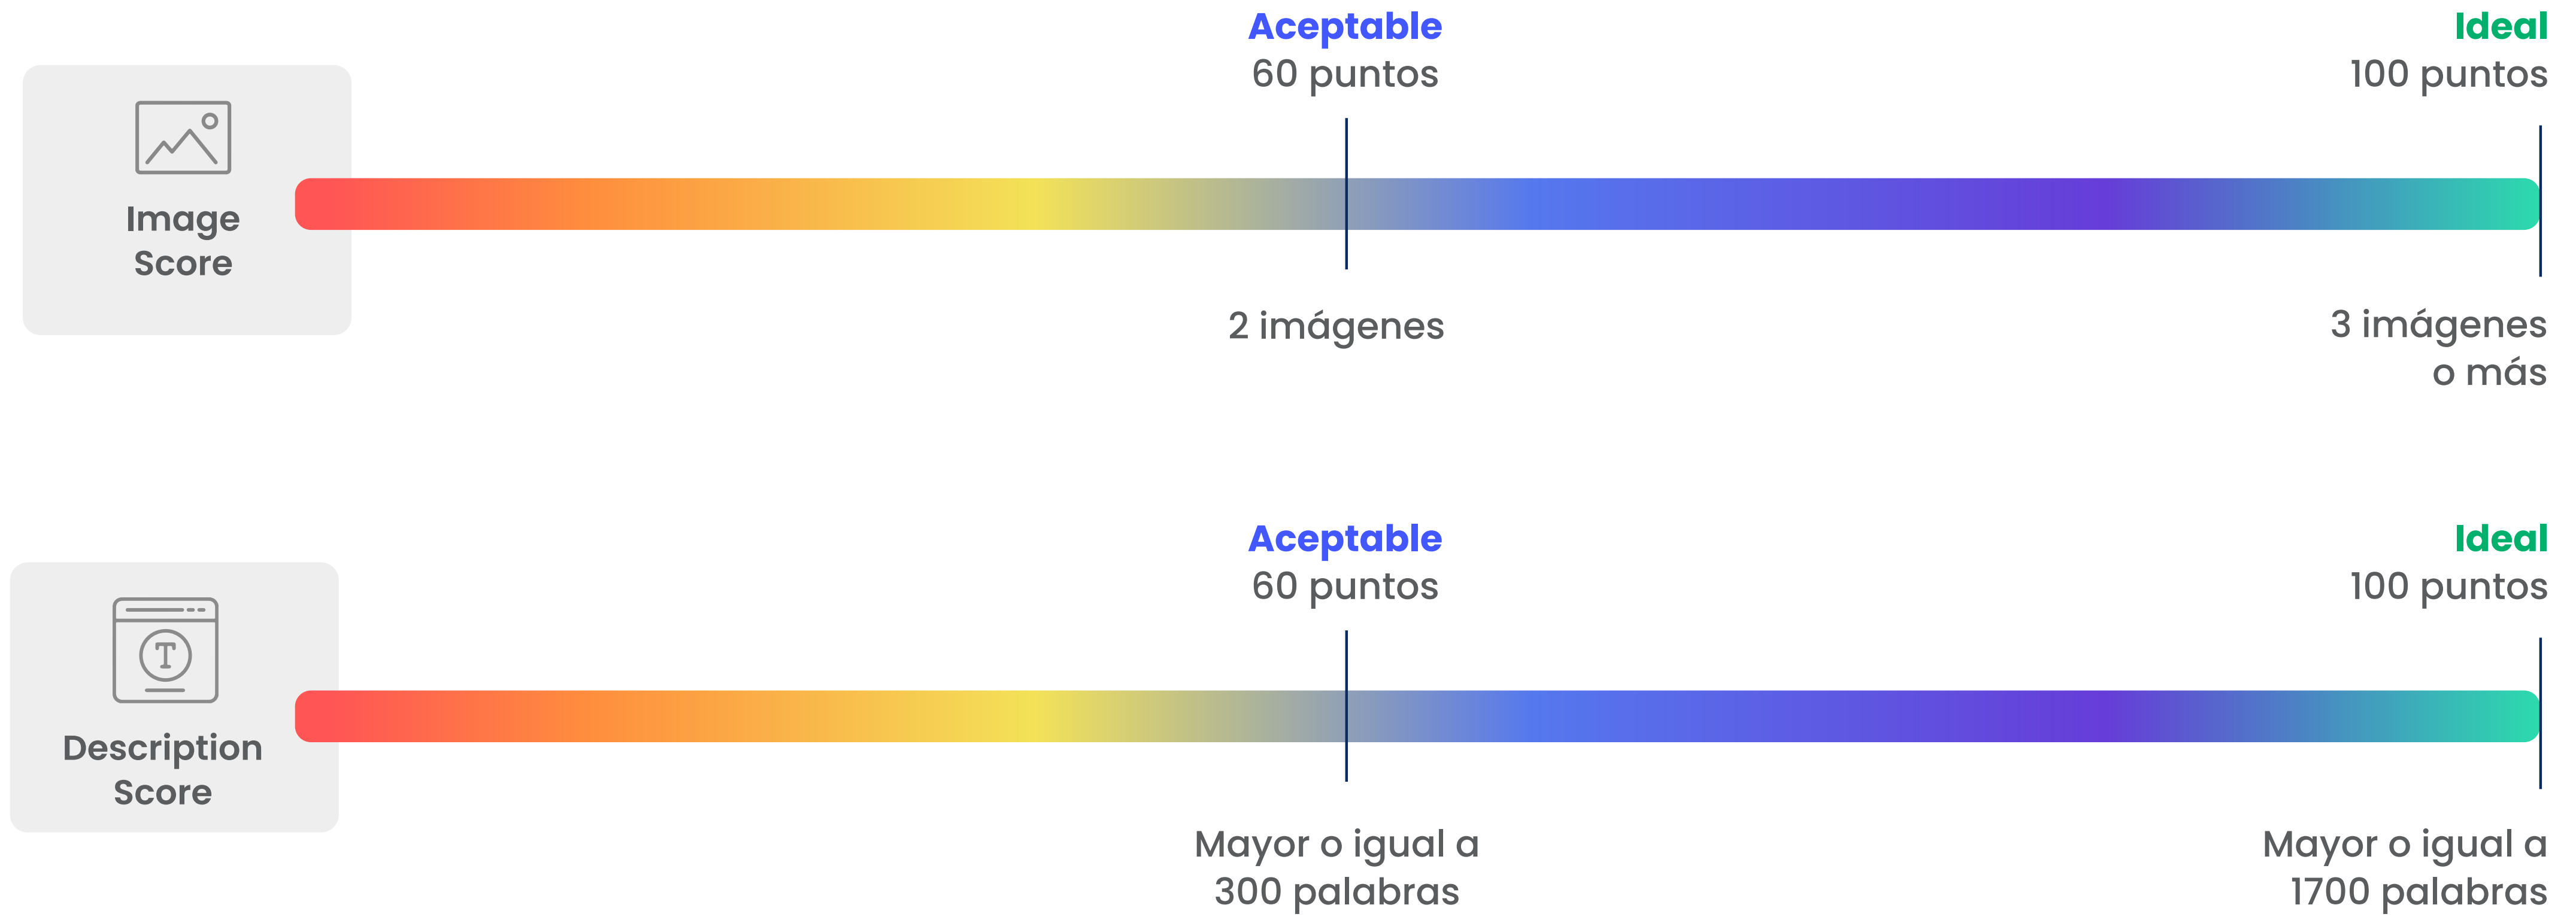 Aceptable
60 puntos
Ideal
100 puntos
Image
Score
2 imágenes
3 imágenes
o más
Aceptable
60 puntos
Ideal
100 puntos
T
Description
Score
Mayor o igual a
300 palabras
Mayor o igual a
1700 palabras